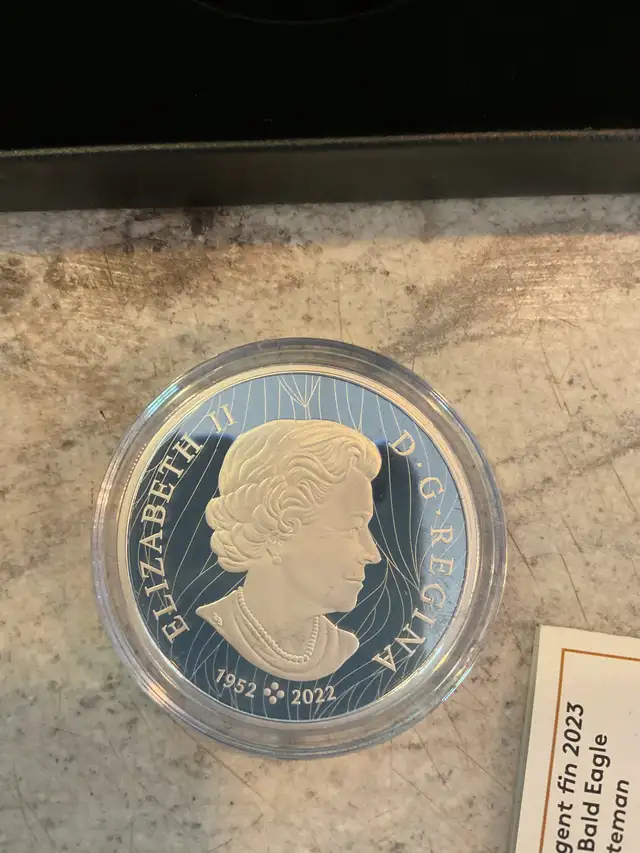 ELIZABETH II
D·G·REGINA
1952 2022
gent fin 2023
Bald Eagle
teman